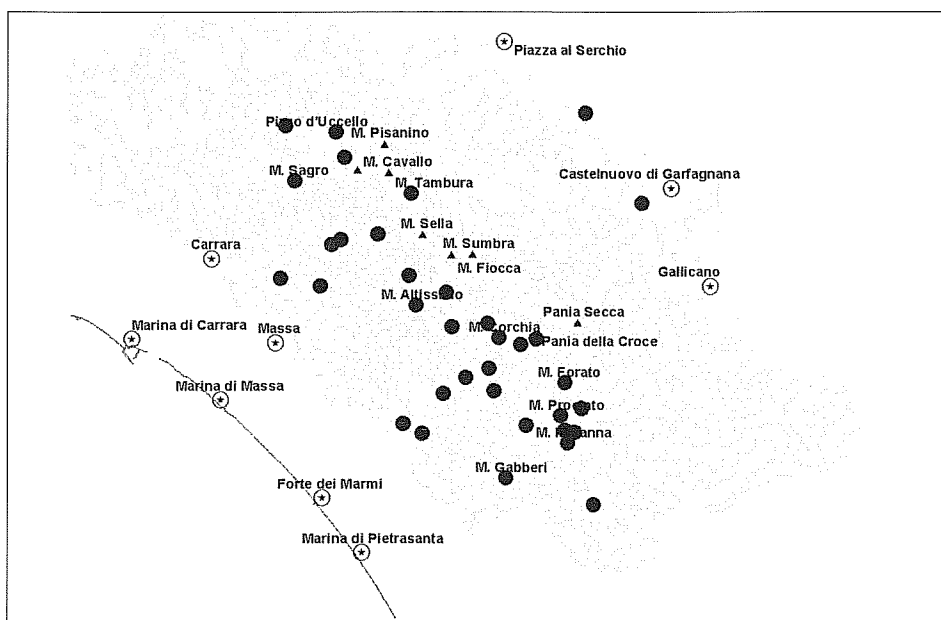 Piazza al Serchio
Pizzo d'Uccello
M. Pisanino
M. Cavallo
M. Sagro
M. Tambura
Castelnuovo di Garfagnana
M. Sella
Carrara
M. Sumbra
M. Fiocca
Gallicano
M. Altissimo
Pania Secca
Marina di Carrara
Massa
M. Corchia
Pania della Croce
Marina di Massa
M. Forato
M. Procinto
M. Matanna
M. Gabberi
Forte dei Marmi
Marina di Pietrasanta